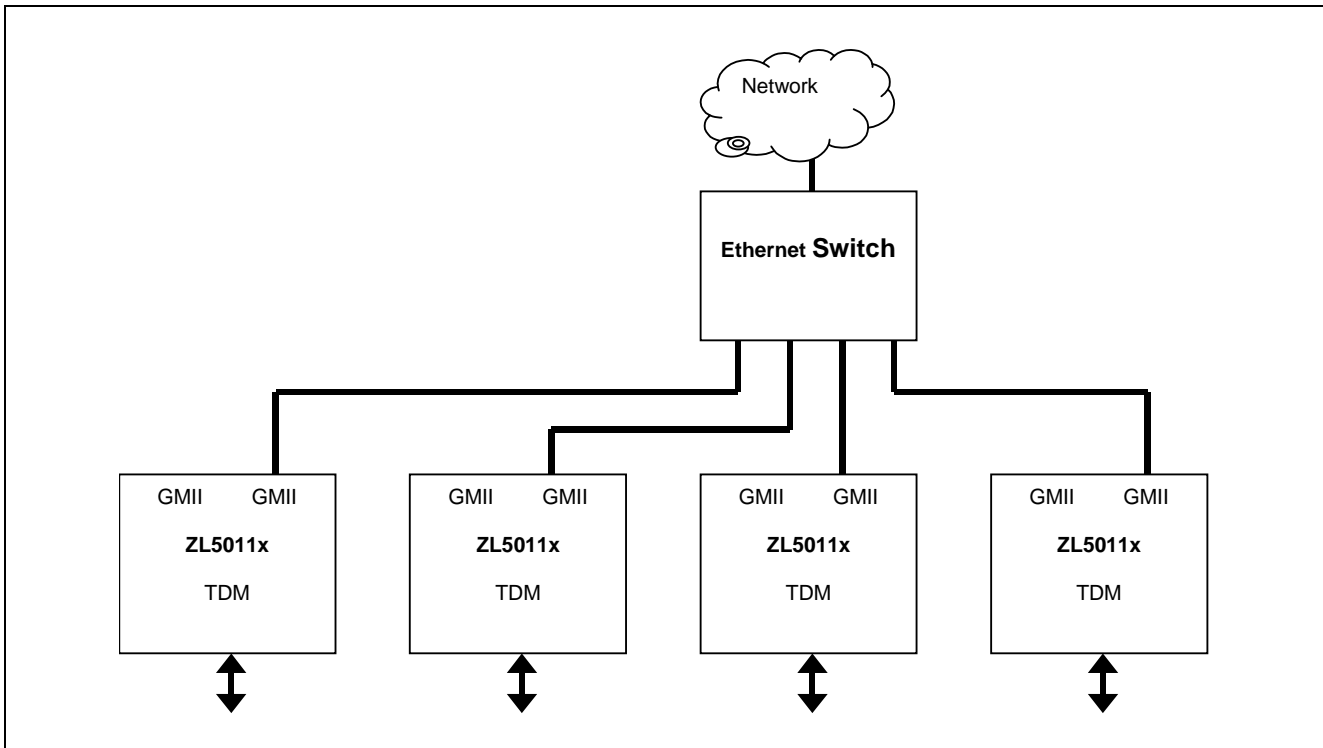 Network
Ethernet Switch
GMII GMII GMII GMII GMII GMII GMII GMII
ZL5011x ZL5011x ZL5011x ZL5011x
TDM TDM TDM TDM